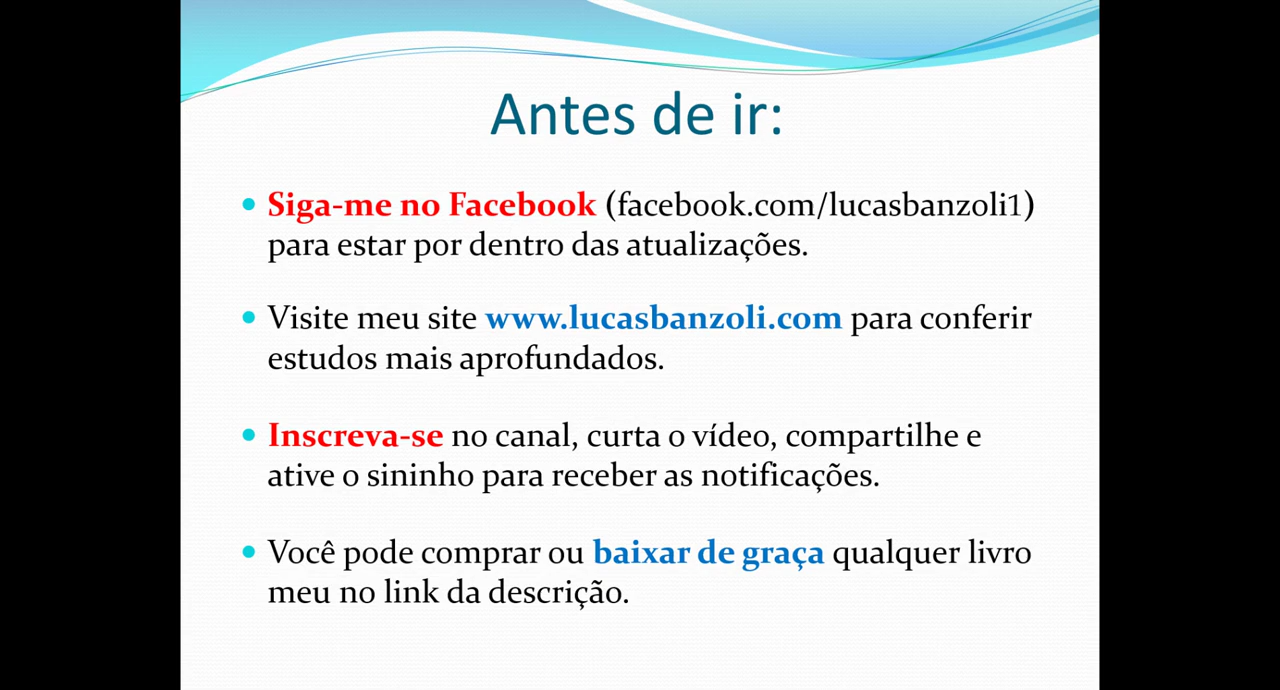 Antes de ir:
• Siga-me no Facebook (facebook.com/lucasbanzoli1)
para estar por dentro das atualizações.
• Visite meu site www.lucasbanzoli.com para conferir
estudos mais aprofundados.
• Inscreva-se no canal, curta o vídeo, compartilhe e
ative o sininho para receber as notificações.
• Você pode comprar ou baixar de graça qualquer livro
meu no link da descrição.